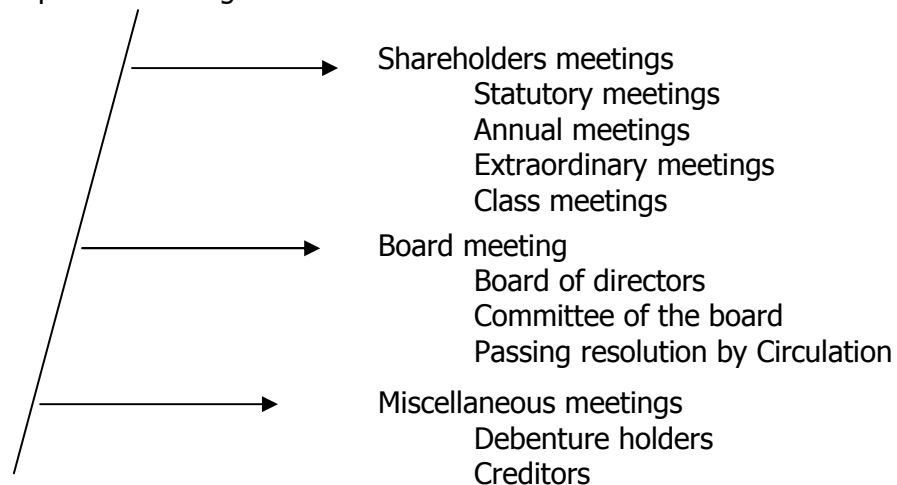 Shareholders meetings
Statutory meetings
Annual meetings
Extraordinary meetings
Class meetings
Board meeting
Board of directors
Committee of the board
Passing resolution by Circulation
Miscellaneous meetings
Debenture holders
Creditors